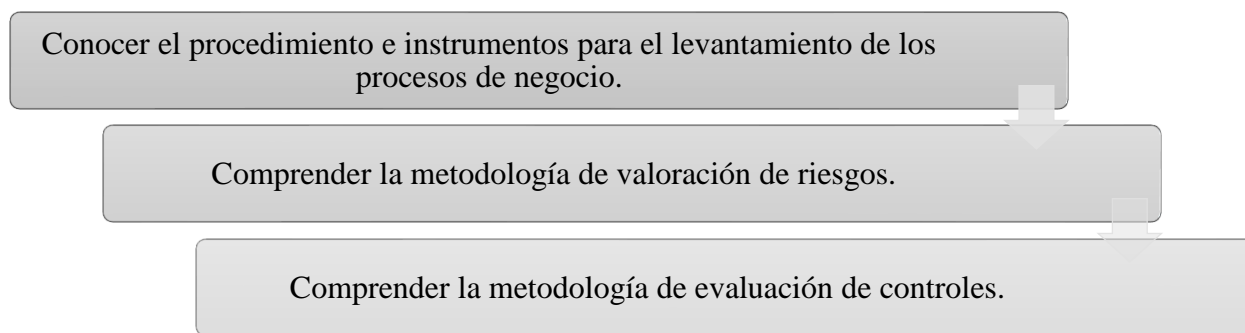 Conocer el procedimiento e instrumentos para el levantamiento de los
procesos de negocio.
Comprender la metodología de valoración de riesgos.
Comprender la metodología de evaluación de controles.